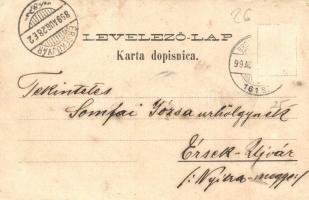 26
LEVELEZŐ-LAP
Karta dopisnica.
Tekintetes
Somfai Józsa urhölgynek
Érsek-Ujvár
/: Nyitra-megye :/